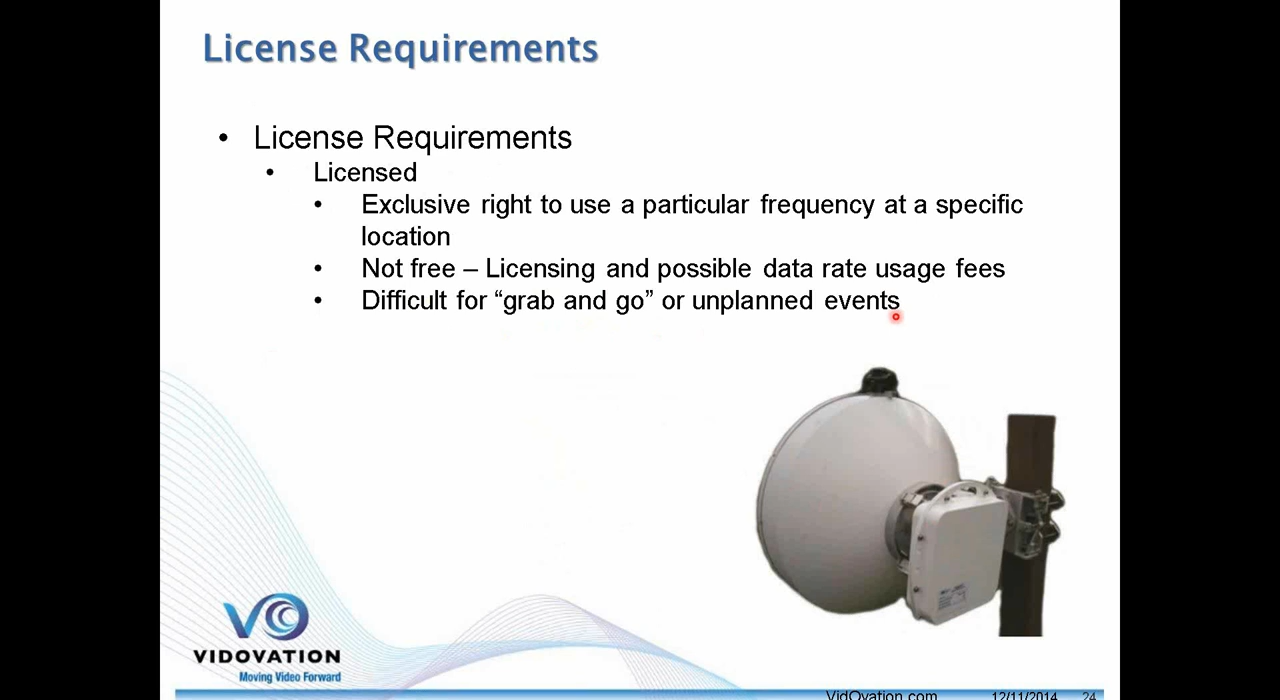 License Requirements
• License Requirements
• Licensed
• Exclusive right to use a particular frequency at a specific
location
• Not free – Licensing and possible data rate usage fees
• Difficult for “grab and go” or unplanned events
VO
VIDOVATION
Moving Video Forward
VidOvation.com 12/11/2014 24